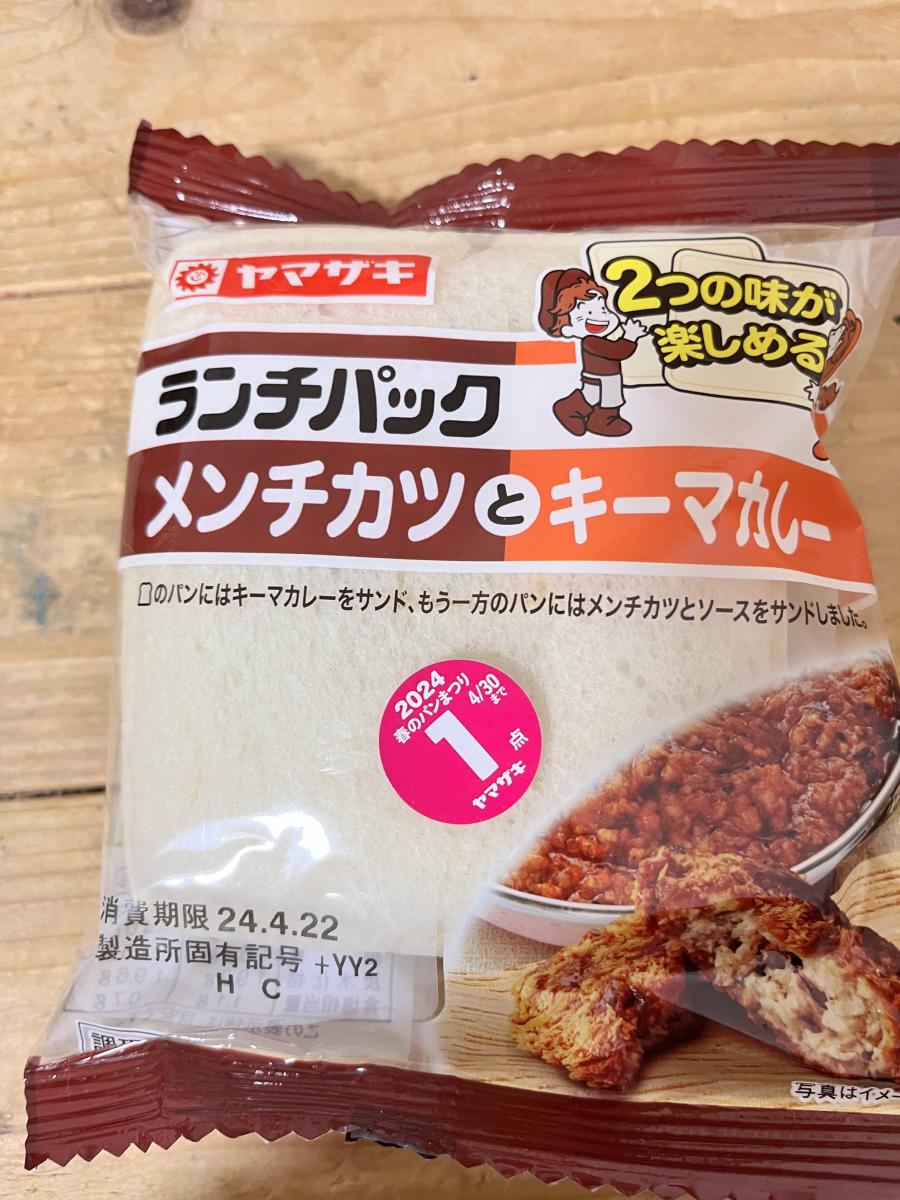 ヤマザキ
2つの味が
楽しめる
ランチパック
メンチカツとキーマカレー
のパンにはキーマカレーをサンド、もう一方のパンにはメンチカツとソースをサンドしました。
2024
春のパンまつり
4/30
まで
1点
ヤマザキ
消費期限 24.4.22
製造所固有記号 +YY2
H C
写真はイメー